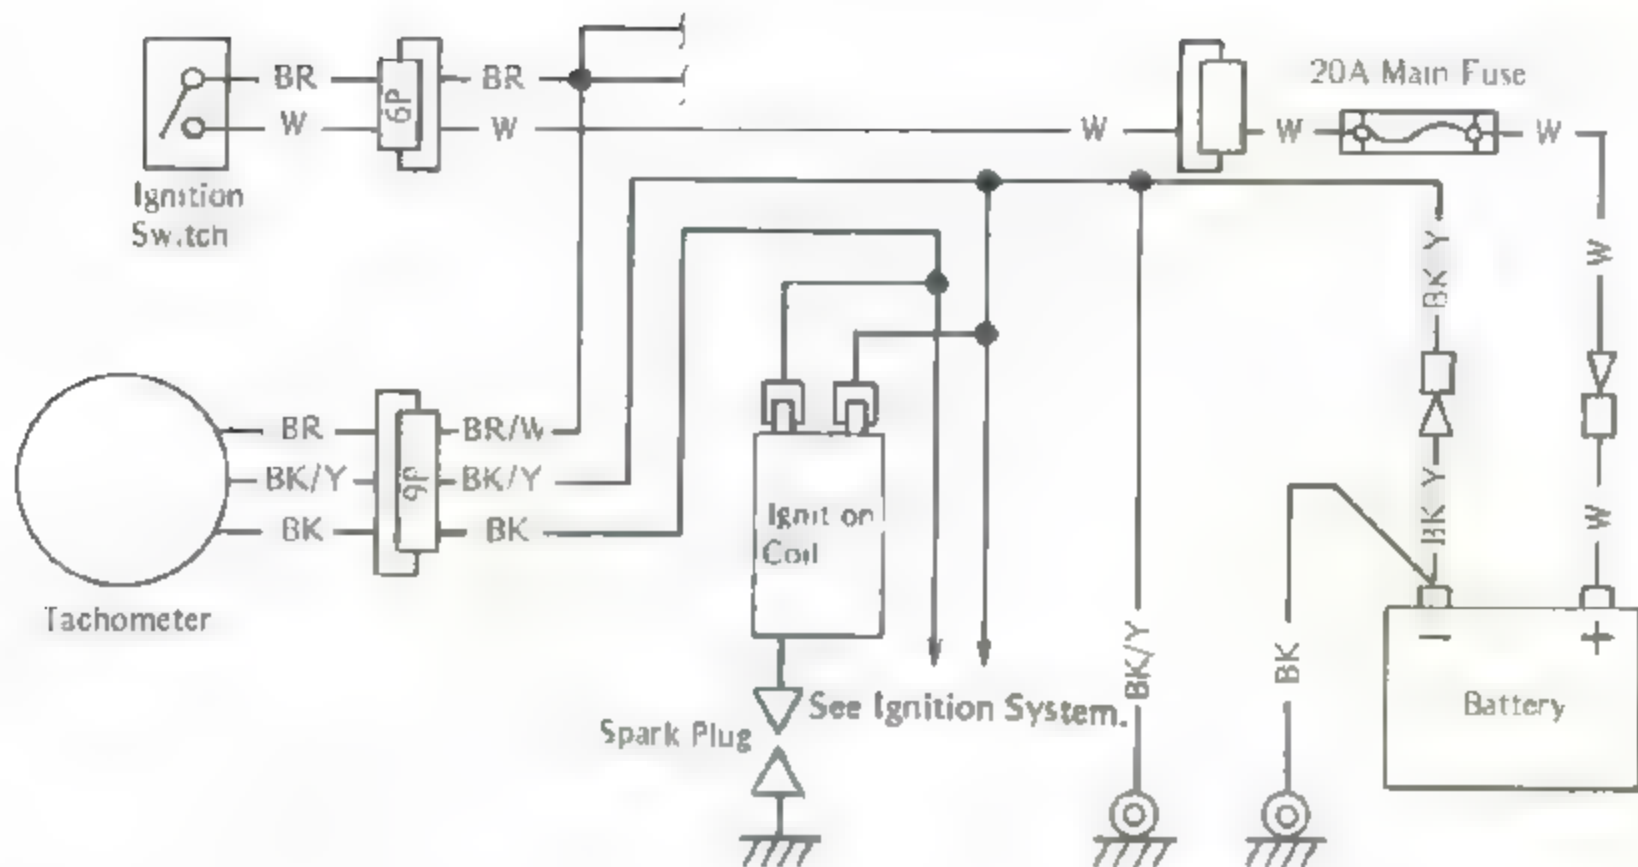 BR
6P
BR
W
W
W
W
20A Main Fuse
W
Ignition
Switch
BK Y
W
BR
BR/W
BK/Y
9P
BK/Y
BK
BK
Ignit on
Coil
BK Y
W
Tachometer
BK/Y
BK
−
+
See Ignition System.
Spark Plug
Battery